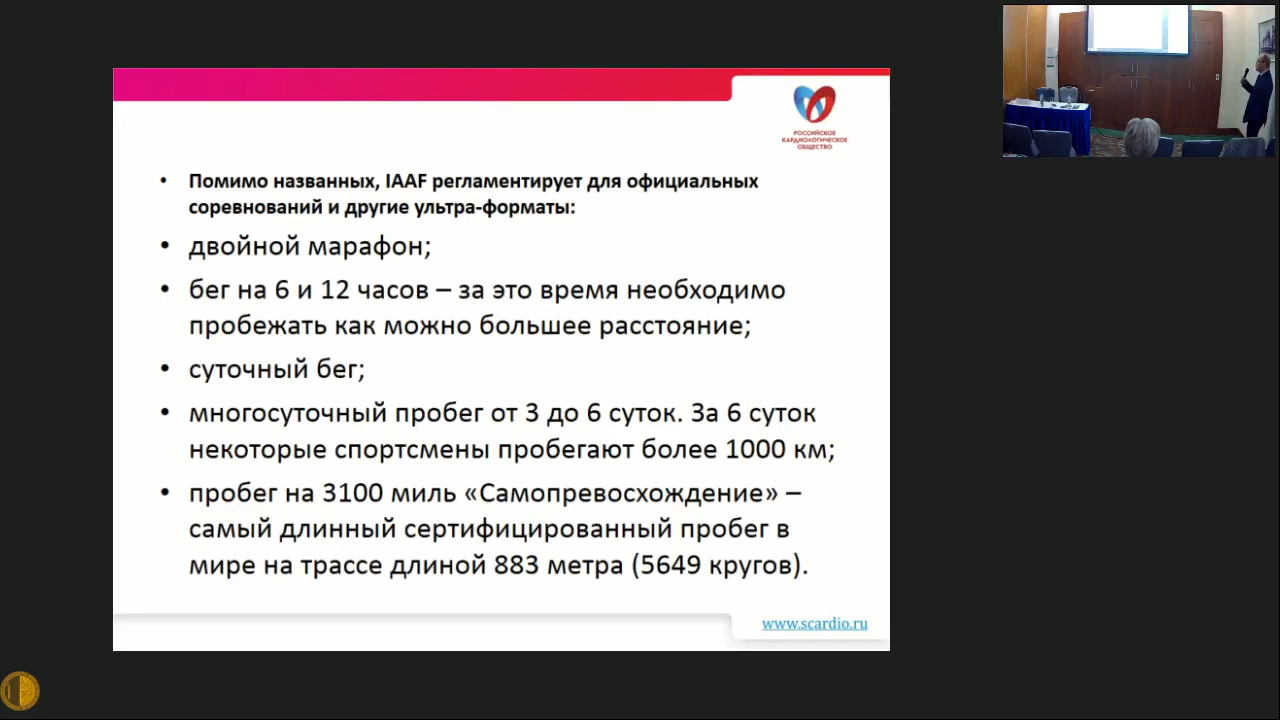 РОССИЙСКОЕ
КАРДИОЛОГИЧЕСКОЕ
ОБЩЕСТВО
• Помимо названных, IAAF регламентирует для официальных
соревнований и другие ультра-форматы:
• двойной марафон;
• бег на 6 и 12 часов – за это время необходимо
пробежать как можно большее расстояние;
• суточный бег;
• многосуточный пробег от 3 до 6 суток. За 6 суток
некоторые спортсмены пробегают более 1000 км;
• пробег на 3100 миль «Самопревосхождение» –
самый длинный сертифицированный пробег в
мире на трассе длиной 883 метра (5649 кругов).
www.scardio.ru